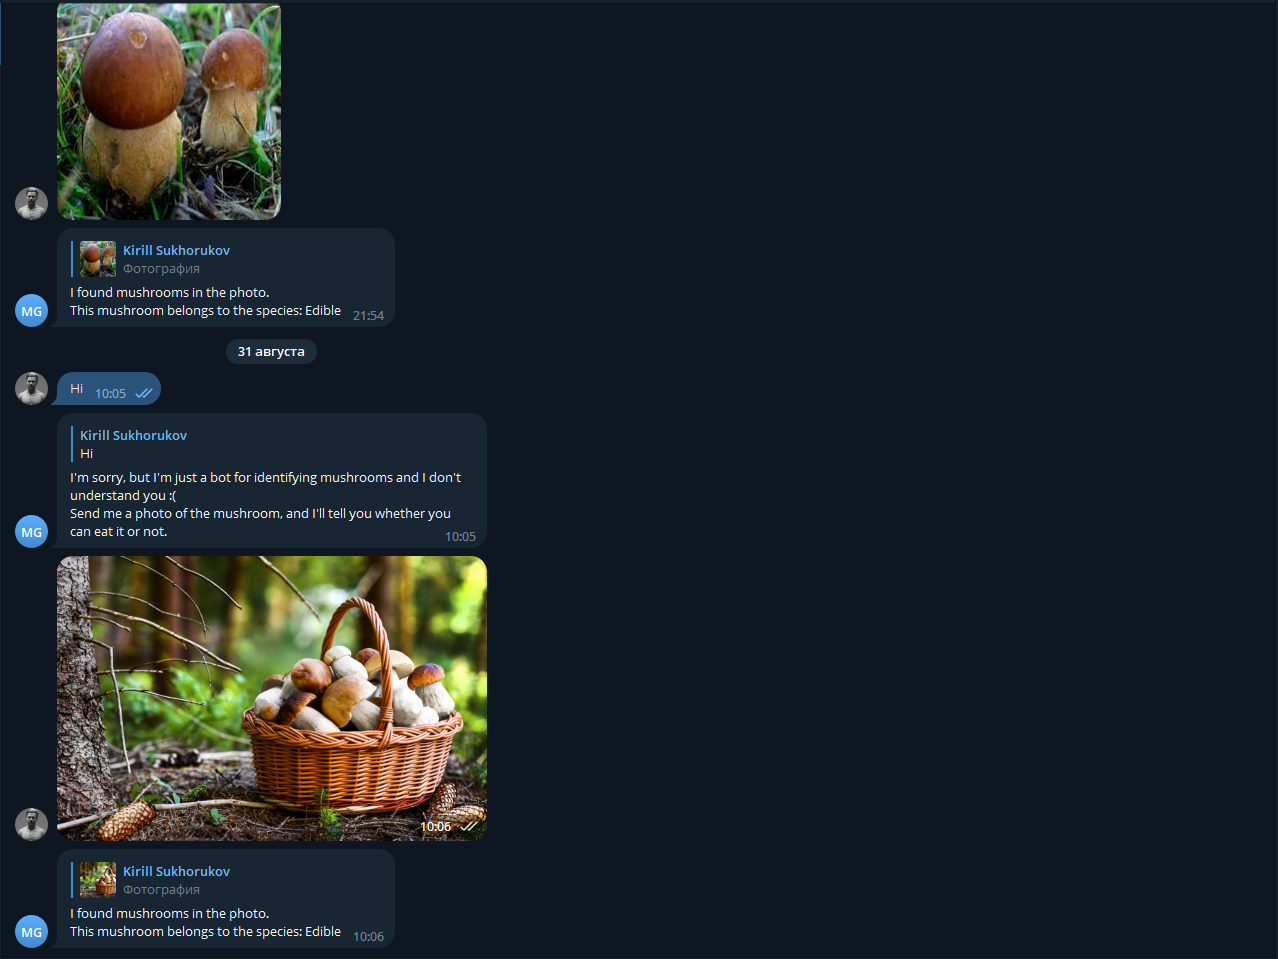 Kirill Sukhorukov
Фотография
I found mushrooms in the photo.
This mushroom belongs to the species: Edible
21:54
MG
31 августа
Hi
10:05
Kirill Sukhorukov
Hi
I'm sorry, but I'm just a bot for identifying mushrooms and I don't
understand you :(
Send me a photo of the mushroom, and I'll tell you whether you
can eat it or not.
10:05
MG
10:06
Kirill Sukhorukov
Фотография
I found mushrooms in the photo.
This mushroom belongs to the species: Edible
10:06
MG